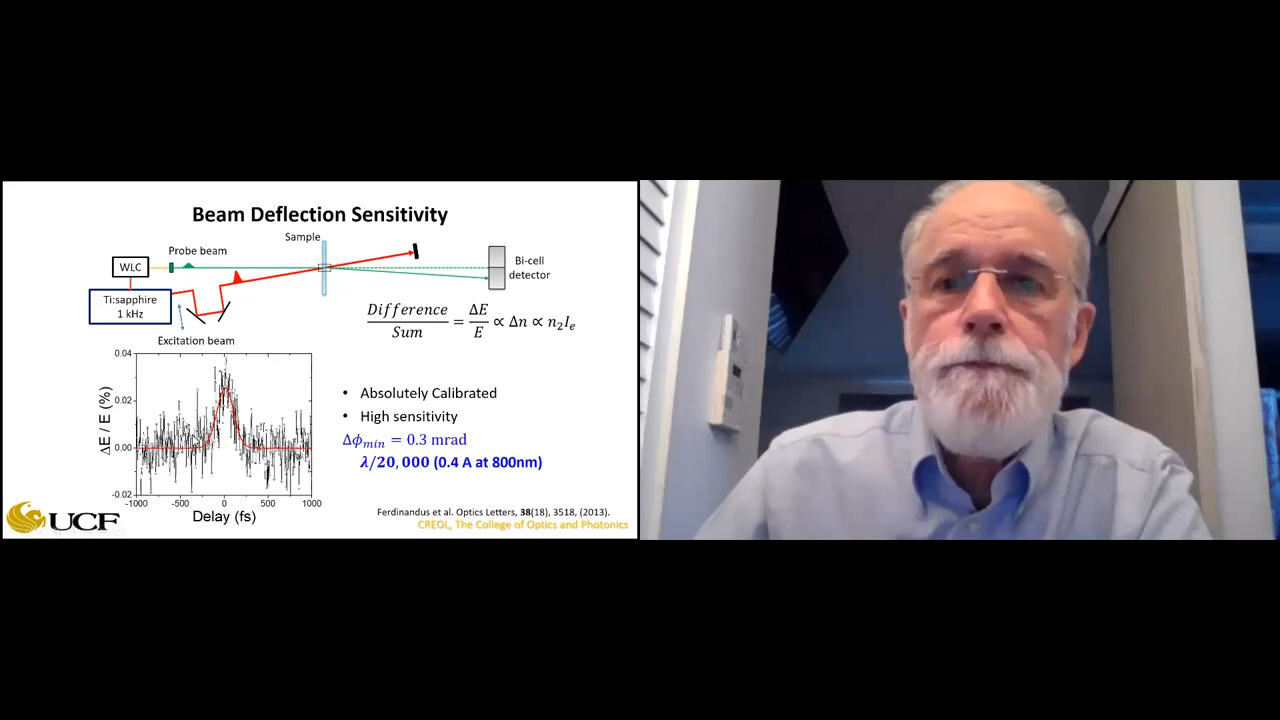 Beam Deflection Sensitivity
Sample
Probe beam
WLC
Bi-cell
detector
Ti:sapphire
1 kHz
Excitation beam
Difference/Sum = ΔE/E ∝ Δn ∝ n₂Iₑ
ΔE / E (%)
0.04
0.02
0.00
-0.02
-1000 -500 0 500 1000
Delay (fs)
• Absolutely Calibrated
• High sensitivity
Δϕₘᵢₙ = 0.3 mrad
λ/20,000 (0.4 A at 800nm)
Ferdinandus et al. Optics Letters, 38(18), 3518, (2013).
UCF
CREOL, The College of Optics and Photonics